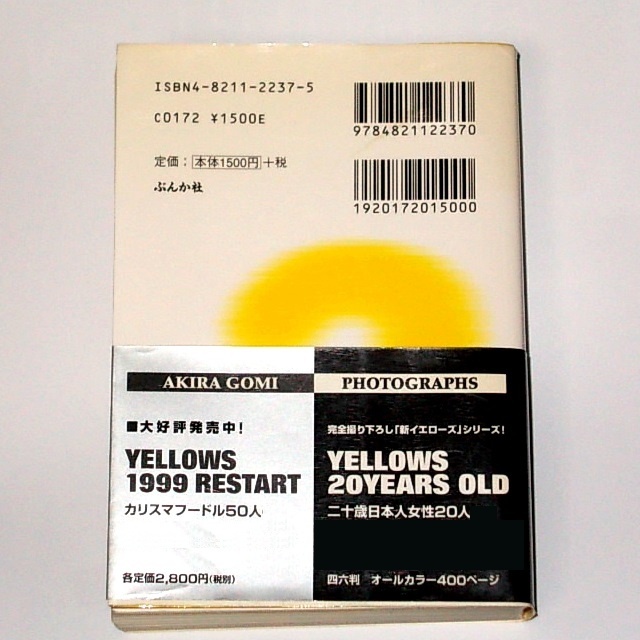 ISBN4-8211-2237-5
C0172 ¥1500E
9784821122370
定価：本体1500円+税
ぶんか社
1920172015000
AKIRA GOMI PHOTOGRAPHS
■大好評発売中！
YELLOWS
1999 RESTART
カリスマフードル50人
各定価2,800円(税別)
完全撮り下ろし「新イエローズ」シリーズ！
YELLOWS
20YEARS OLD
二十歳日本人女性20人
四六判 オールカラー400ページ